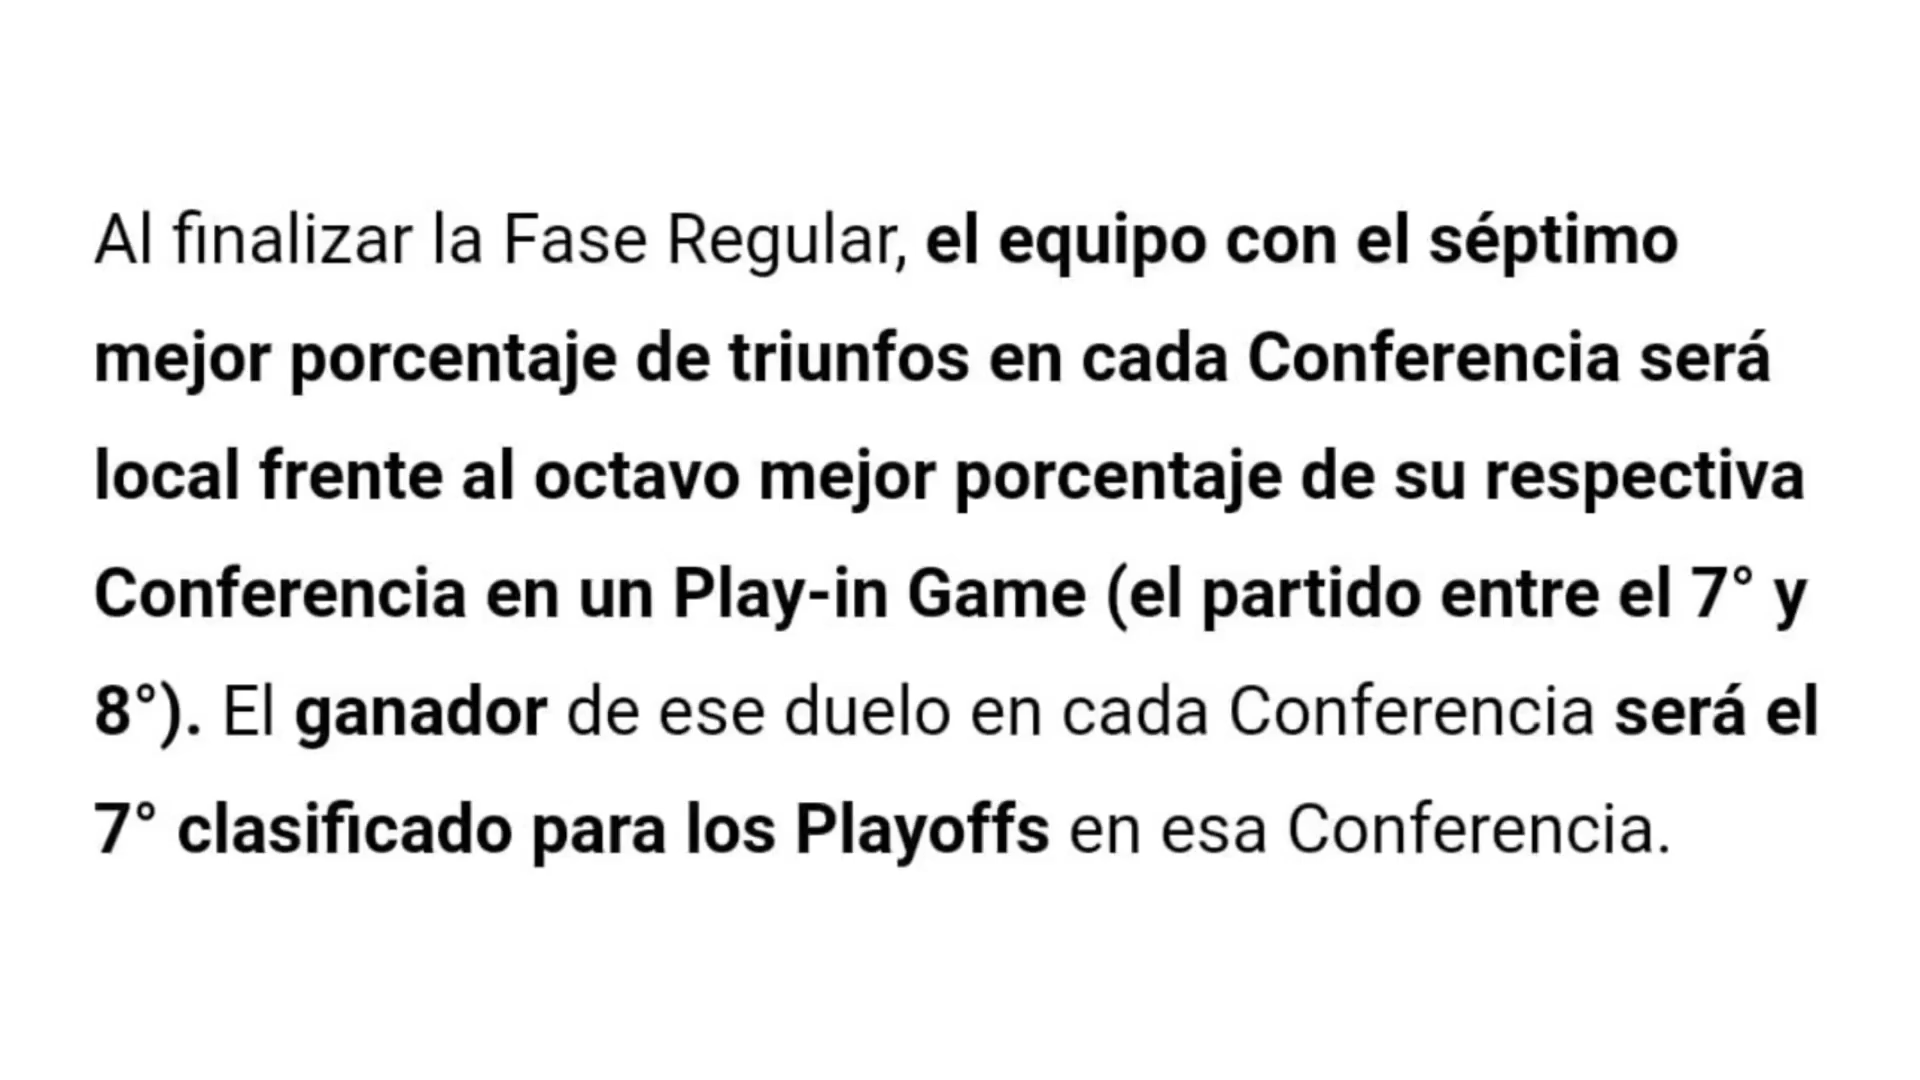 Al finalizar la Fase Regular, el equipo con el séptimo
mejor porcentaje de triunfos en cada Conferencia será
local frente al octavo mejor porcentaje de su respectiva
Conferencia en un Play-in Game (el partido entre el 7° y
8°). El ganador de ese duelo en cada Conferencia será el
7° clasificado para los Playoffs en esa Conferencia.